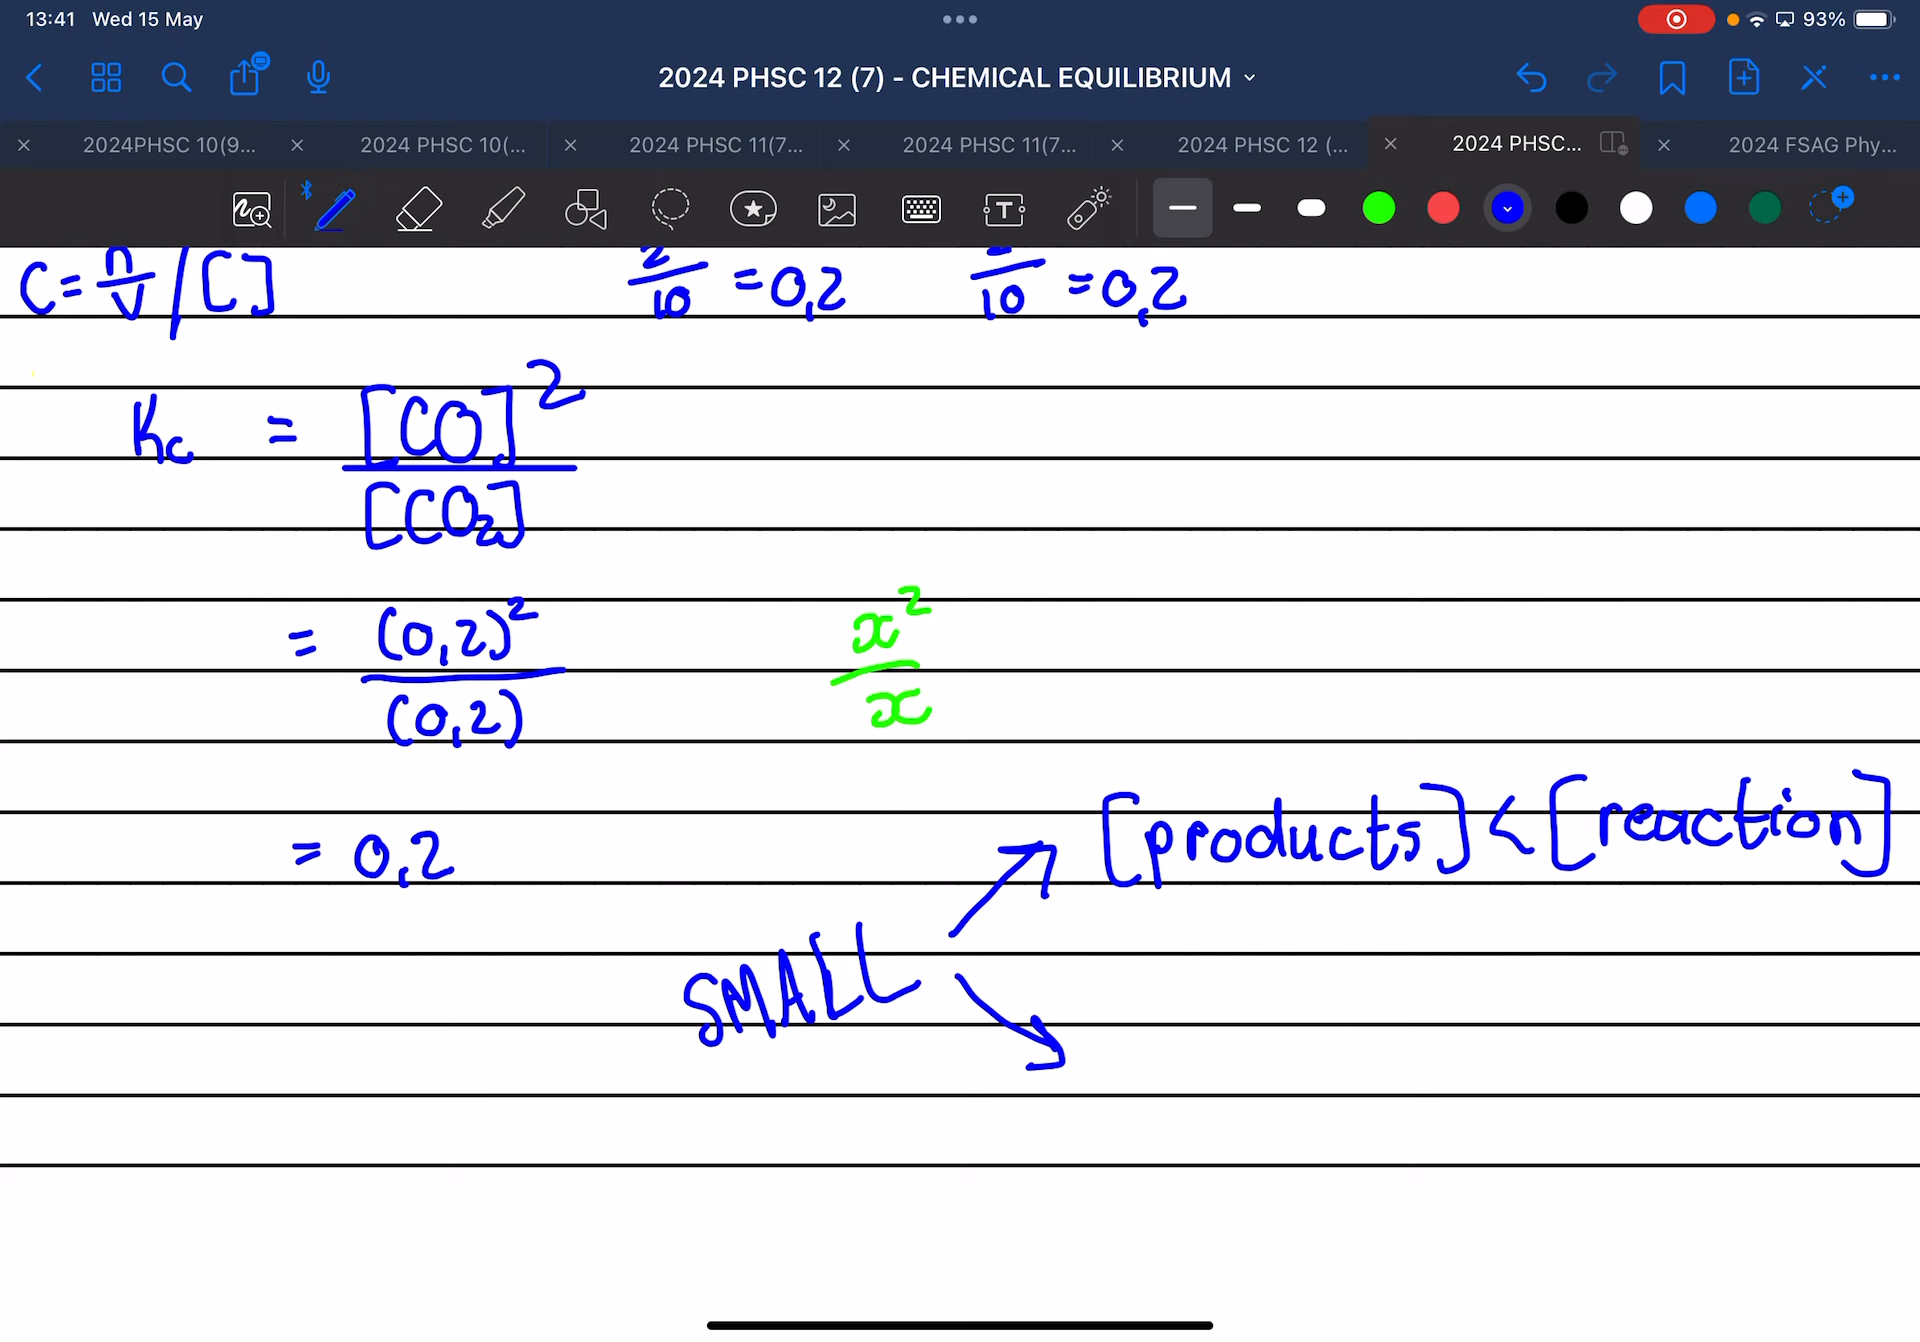 13:41 Wed 15 May 93%
2024 PHSC 12 (7) - CHEMICAL EQUILIBRIUM
2024PHSC 10(9... 2024 PHSC 10(... 2024 PHSC 11(7... 2024 PHSC 11(7... 2024 PHSC 12 (... 2024 PHSC... 2024 FSAG Phy...
C = n/V / [ ] 2/10 = 0,2 2/10 = 0,2
Kc = [CO]²
[CO₂]
= (0,2)² x²
(0,2) x
[products] < [reaction]
= 0,2
SMALL